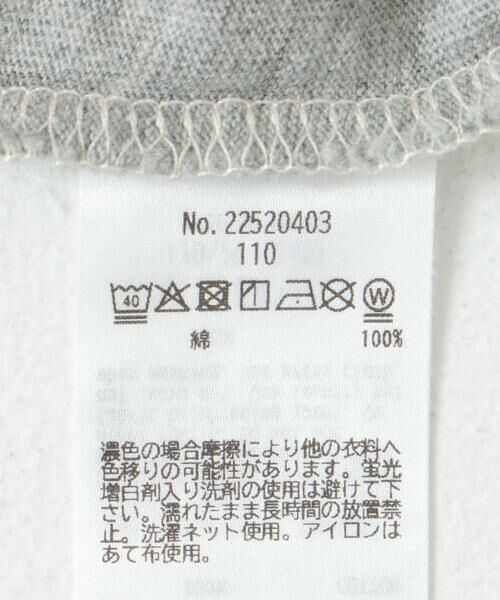 No. 22520403
110
40 W
綿 100%
濃色の場合摩擦により他の衣料へ
色移りの可能性があります。蛍光
増白剤入り洗剤の使用は避けて下
さい。濡れたまま長時間の放置禁
止。洗濯ネット使用。アイロンは
あて布使用。